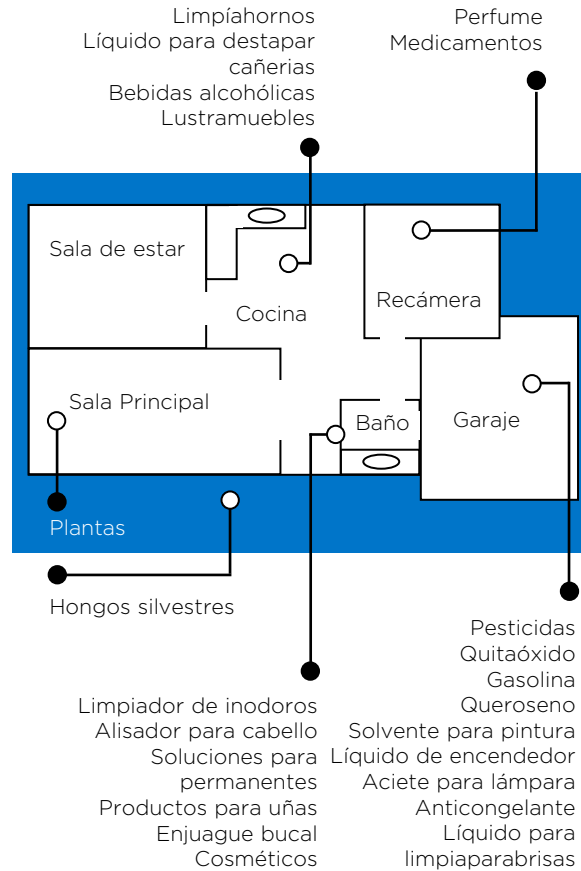 Limpíahornos
Líquido para destapar
cañerias
Bebidas alcohólicas
Lustramuebles
Perfume
Medicamentos
Sala de estar
Cocina
Recámera
Sala Principal
Baño
Garaje
Plantas
Hongos silvestres
Limpiador de inodoros
Alisador para cabello
Soluciones para
permanentes
Productos para uñas
Enjuague bucal
Cosméticos
Pesticidas
Quitaóxido
Gasolina
Queroseno
Solvente para pintura
Líquido de encendedor
Aciete para lámpara
Anticongelante
Líquido para
limpiaparabrisas